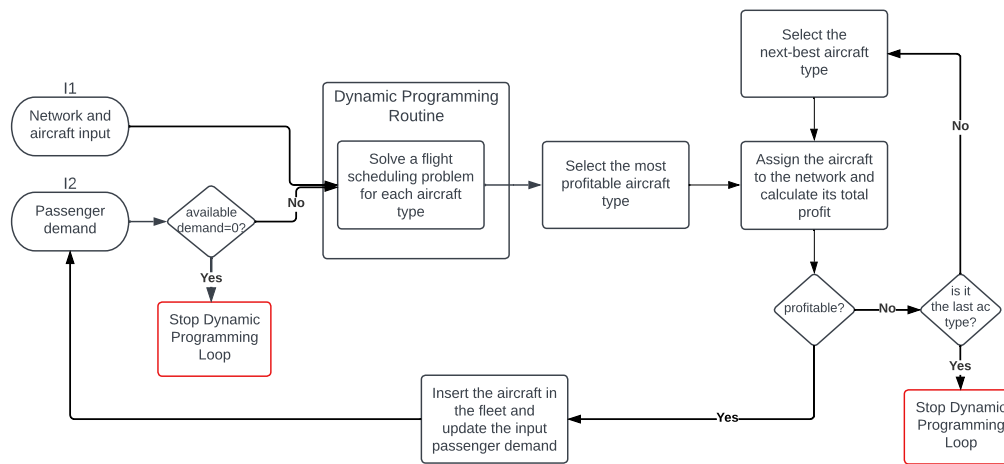 Select the
next-best aircraft
type
I1
Network and
aircraft input
Dynamic Programming
Routine
Solve a flight
scheduling problem
for each aircraft
type
Select the most
profitable aircraft
type
Assign the aircraft
to the network and
calculate its total
profit
No
I2
Passenger
demand
available
demand=0?
No
Yes
Stop Dynamic
Programming
Loop
profitable?
No
is it
the last ac
type?
Yes
Yes
Insert the aircraft in
the fleet and
update the input
passenger demand
Stop Dynamic
Programming
Loop